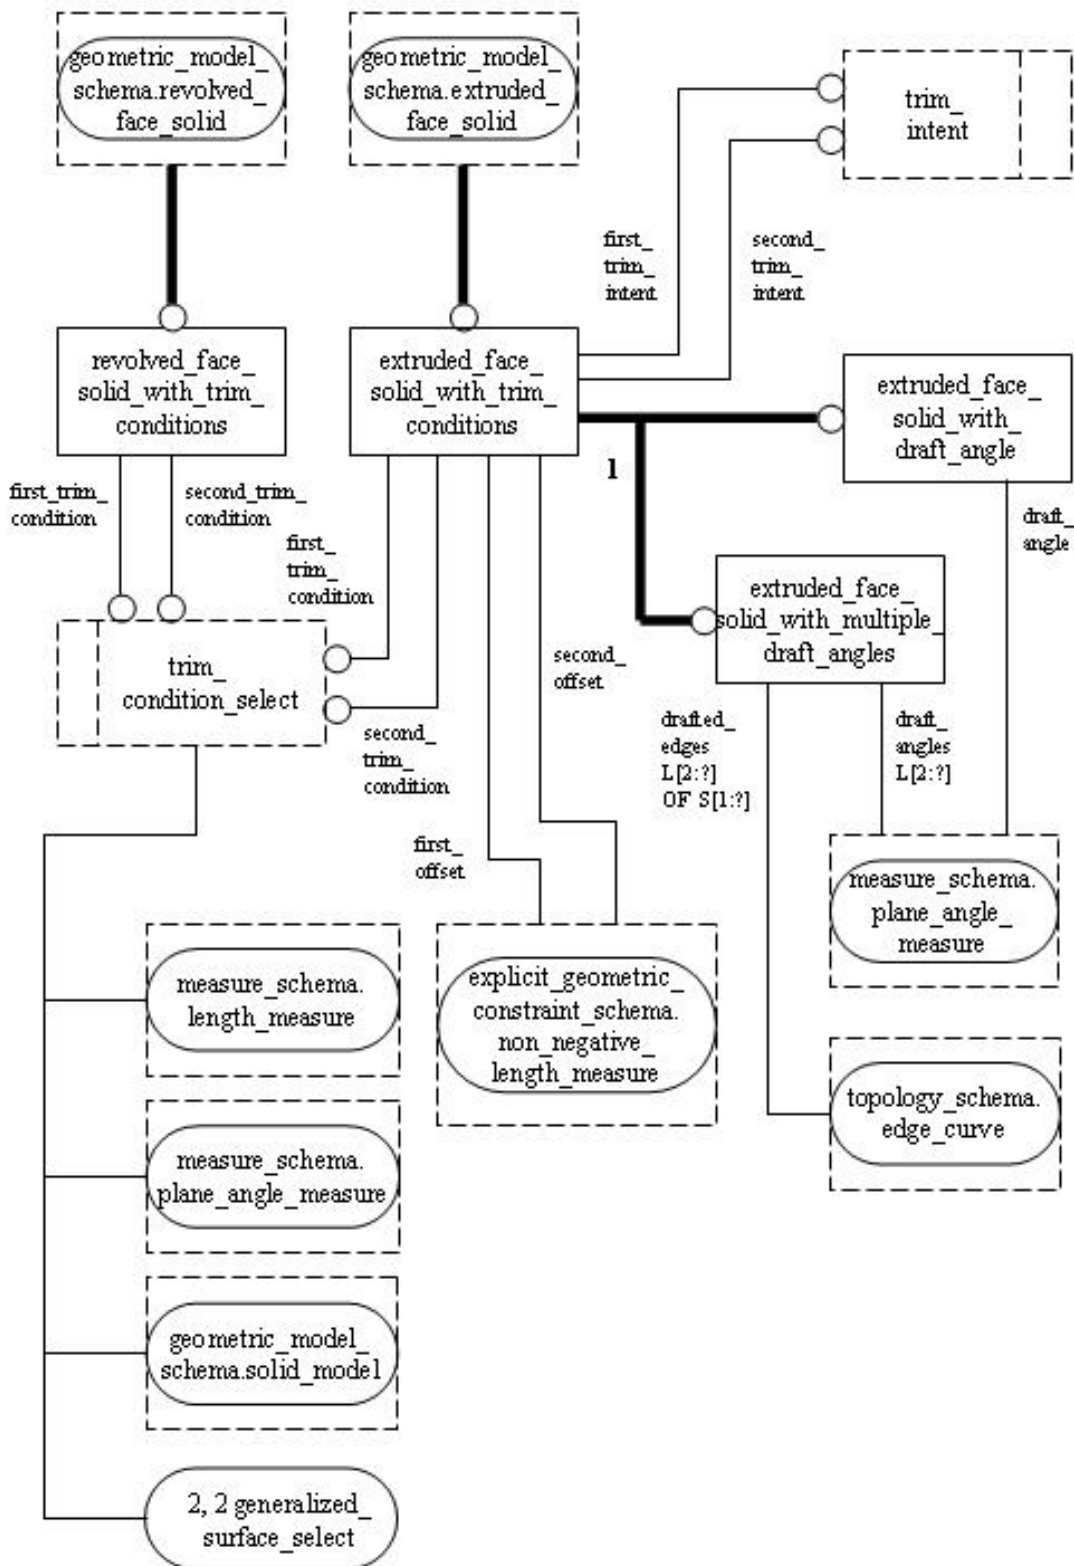 geometric_model_
schema.revolved_
face_solid
geometric_model_
schema.extruded_
face_solid
trim_
intent
first_
trim_
intent
second_
trim_
intent
revolved_face_
solid_with_trim_
conditions
extruded_face_
solid_with_trim_
conditions
extruded_face_
solid_with_
draft_angle
1
first_trim_
condition
second_trim_
condition
first_
trim_
condition
draft_
angle
extruded_face_
solid_with_multiple_
draft_angles
trim_
condition_select
second_
offset
second_
trim_
condition
drafted_
edges
L[2:?]
OF S[1:?]
draft_
angles
L[2:?]
first_
offset
measure_schema.
plane_angle_
measure
measure_schema.
length_measure
explicit_geometric_
constraint_schema.
non_negative_
length_measure
topology_schema.
edge_curve
measure_schema.
plane_angle_measure
geometric_model_
schema.solid_model
2, 2 generalized_
surface_select